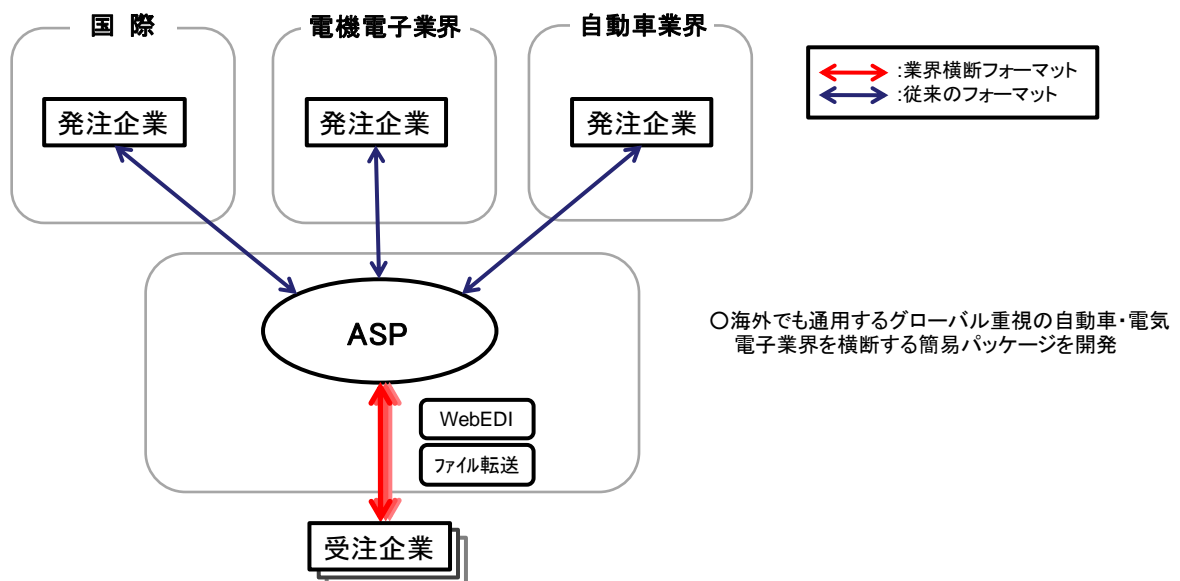 国 際
電機電子業界
自動車業界
発注企業
発注企業
発注企業
:業界横断フォーマット
:従来のフォーマット
ASP
WebEDI
ファイル転送
受注企業
○海外でも通用するグローバル重視の自動車・電気
電子業界を横断する簡易パッケージを開発